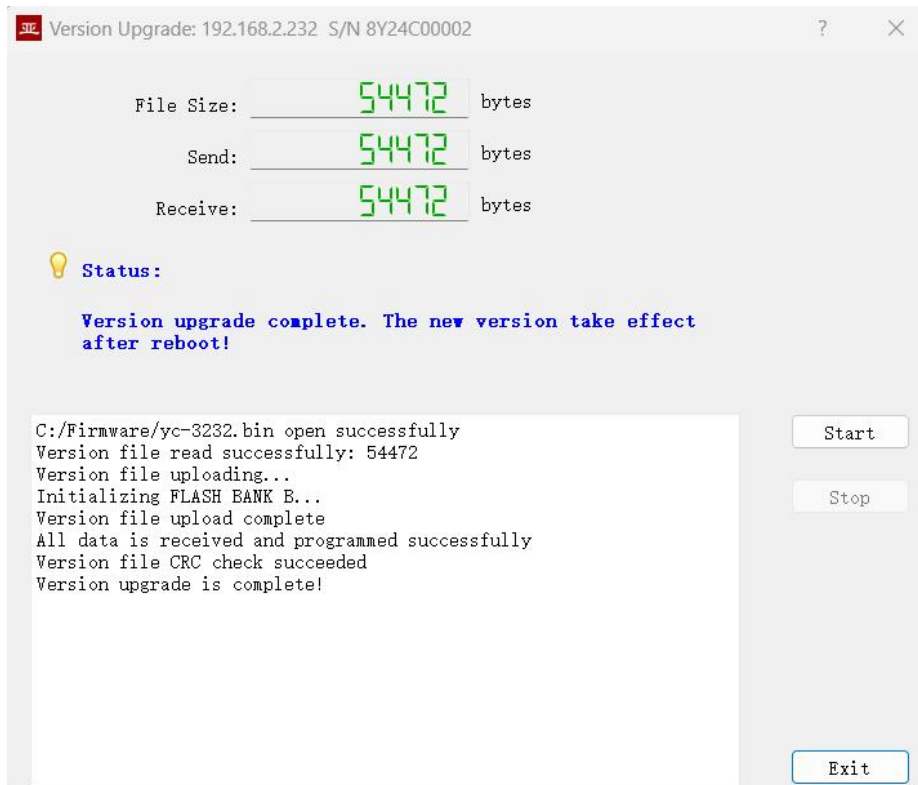 亚 Version Upgrade: 192.168.2.232 S/N 8Y24C00002 ?
File Size: 54472 bytes
Send: 54472 bytes
Receive: 54472 bytes
Status:
Version upgrade complete. The new version take effect
after reboot!
C:/Firmware/yc-3232.bin open successfully
Version file read successfully: 54472
Version file uploading...
Initializing FLASH BANK B...
Version file upload complete
All data is received and programmed successfully
Version file CRC check succeeded
Version upgrade is complete!
Start
Stop
Exit